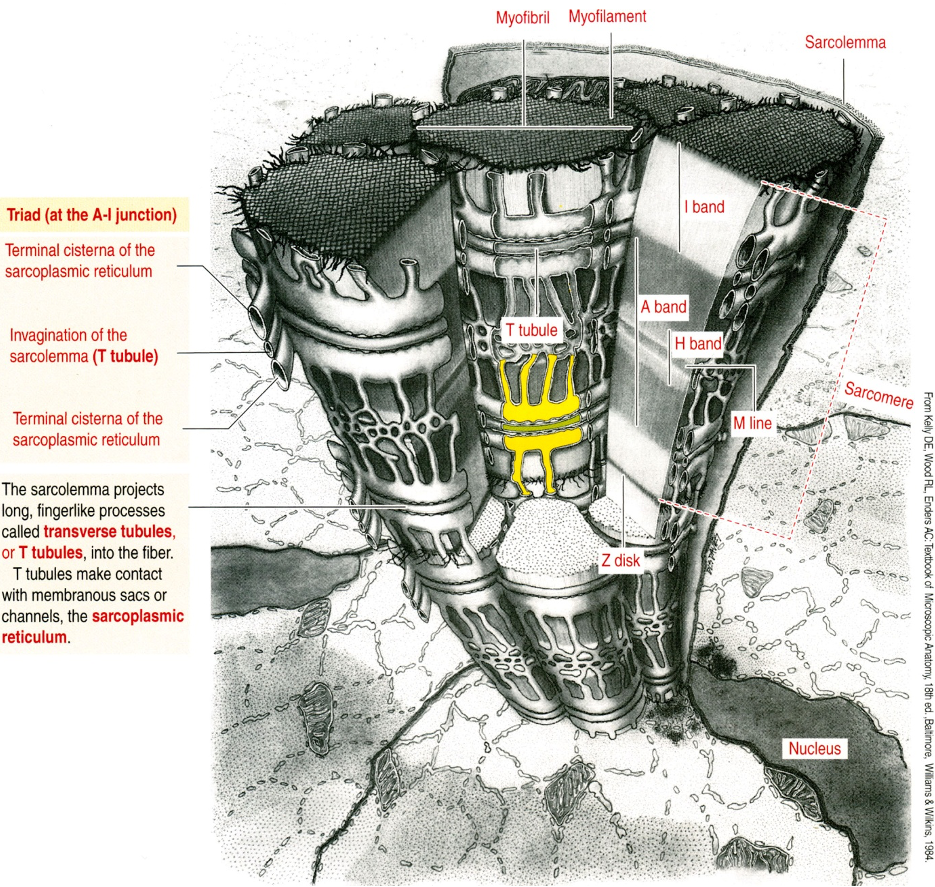 Myofibril
Myofilament
Sarcolemma
Triad (at the A-I junction)
Terminal cisterna of the
sarcoplasmic reticulum
Invagination of the
sarcolemma (T tubule)
Terminal cisterna of the
sarcoplasmic reticulum
The sarcolemma projects
long, fingerlike processes
called transverse tubules,
or T tubules, into the fiber.
T tubules make contact
with membranous sacs or
channels, the sarcoplasmic
reticulum.
I band
A band
T tubule
H band
M line
Sarcomere
Z disk
Nucleus
From Kelly DE, Wood RL, Enders AC: Textbook of Microscopic Anatomy, 18th ed., Baltimore, Williams & Wilkins, 1984.